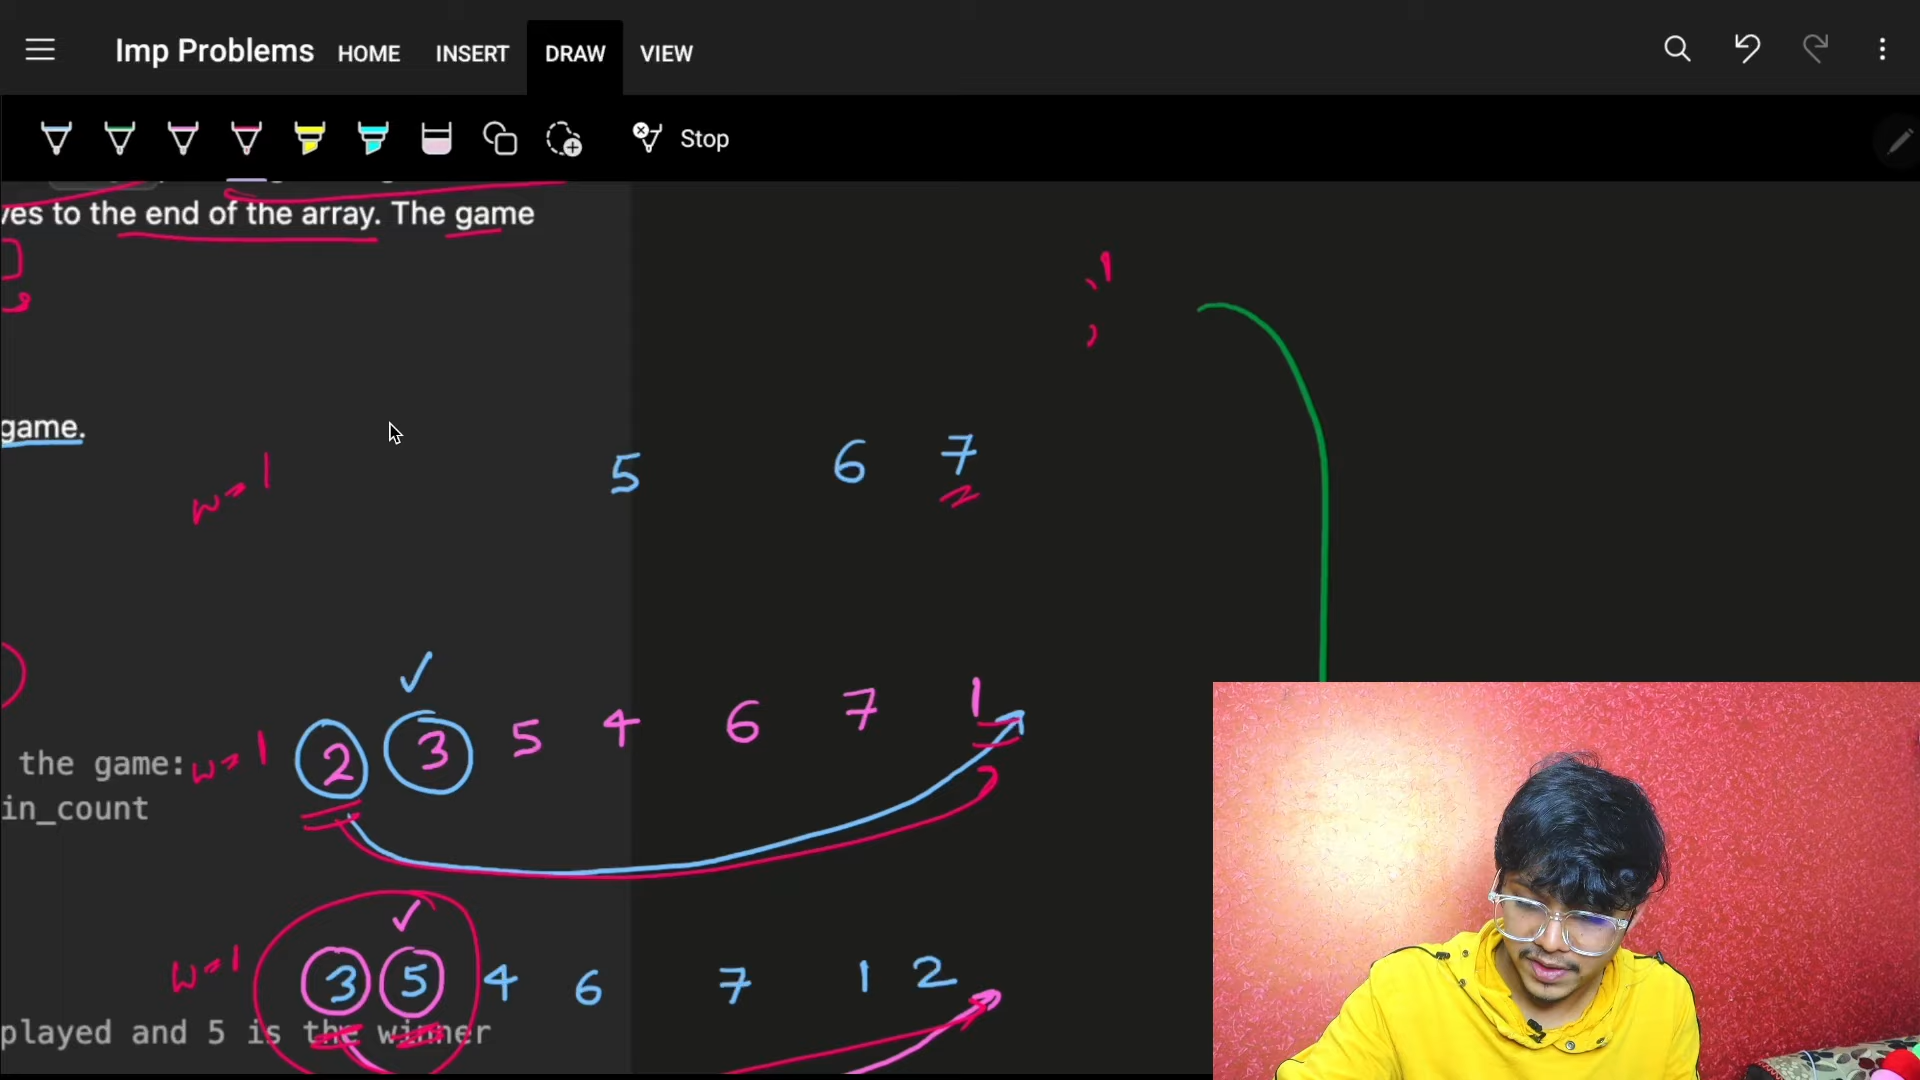 Imp Problems HOME INSERT DRAW VIEW
Stop
ves to the end of the array. The game
game.
w=1 5 6 7
the game: w=1 2 3 5 4 6 7 1
in_count
w=1 3 5 4 6 7 1 2
played and 5 is the winner